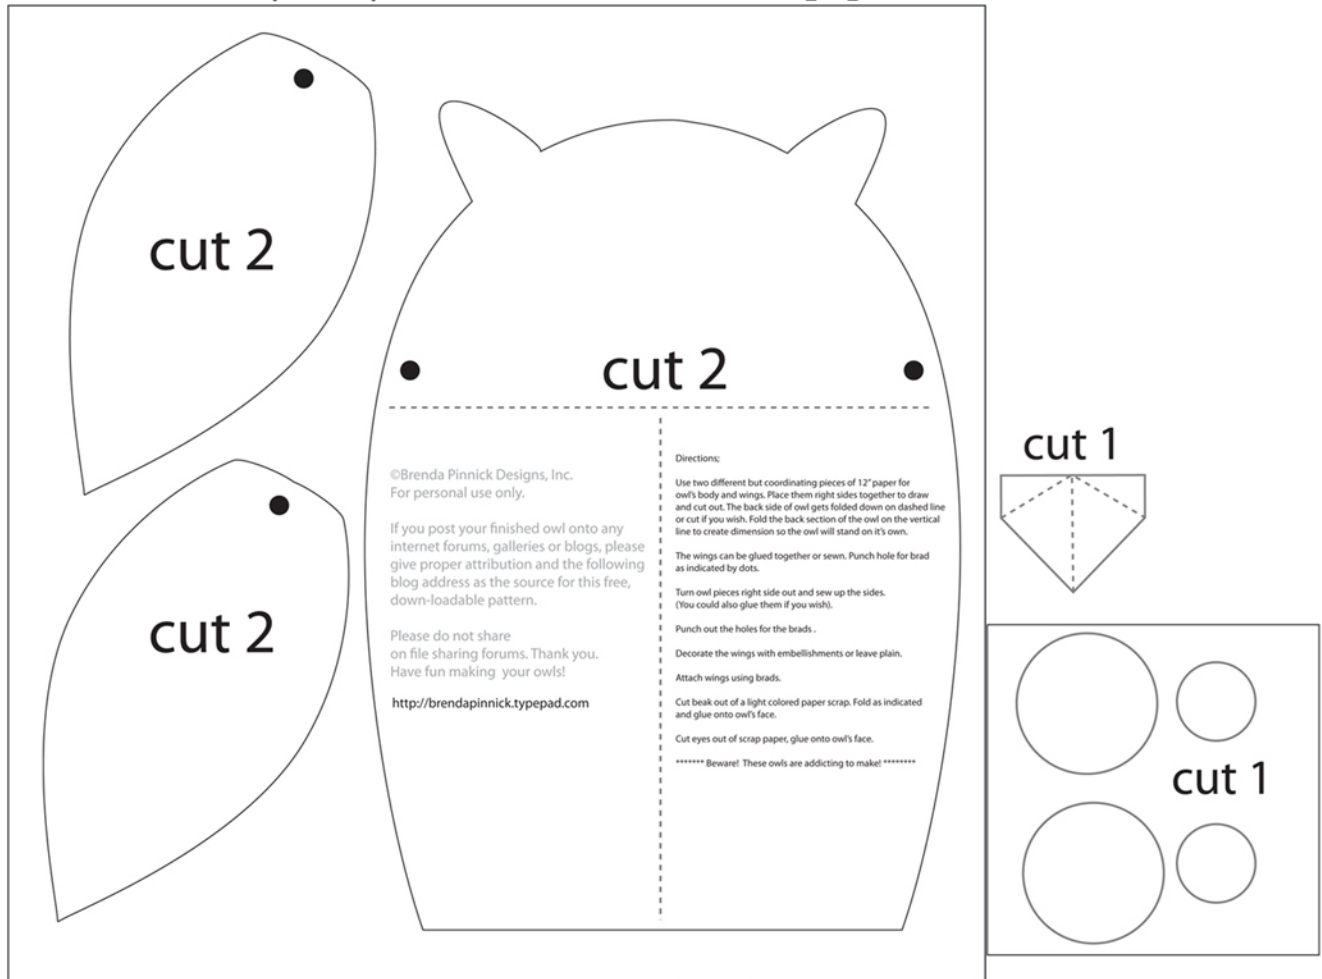 cut 2
cut 2
cut 2
©Brenda Pinnick Designs, Inc.
For personal use only.
If you post your finished owl onto any
internet forums, galleries or blogs, please
give proper attribution and the following
blog address as the source for this free,
down-loadable pattern.
Please do not share
on file sharing forums. Thank you.
Have fun making your owls!
http://brendapinnick.typepad.com
Directions;
Use two different but coordinating pieces of 12" paper for
owl's body and wings. Place them right sides together to draw
and cut out. The back side of owl gets folded down on dashed line
or cut if you wish. Fold the back section of the owl on the vertical
line to create dimension so the owl will stand on it's own.
The wings can be glued together or sewn. Punch hole for brad
as indicated by dots.
Turn owl pieces right side out and sew up the sides.
(You could also glue them if you wish).
Punch out the holes for the brads .
Decorate the wings with embellishments or leave plain.
Attach wings using brads.
Cut beak out of a light colored paper scrap. Fold as indicated
and glue onto owl's face.
Cut eyes out of scrap paper, glue onto owl's face.
******* Beware! These owls are addicting to make! ********
cut 1
cut 1